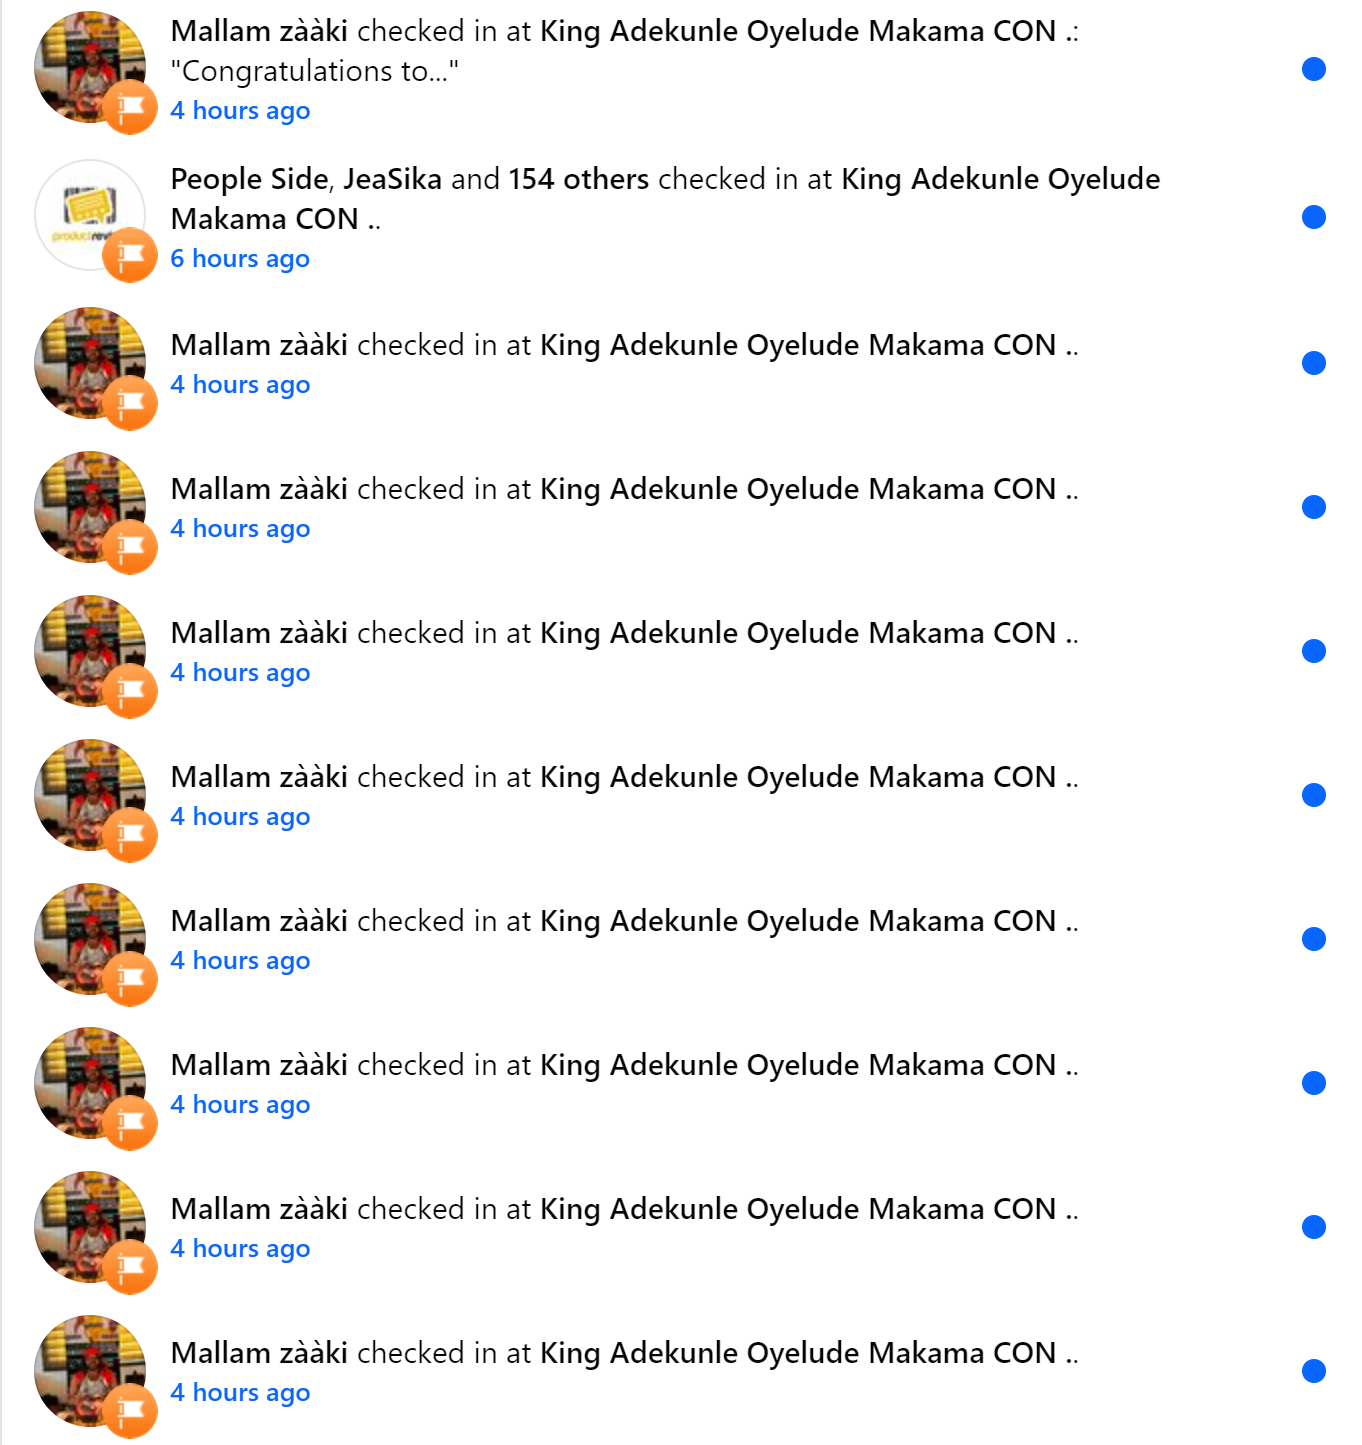 Mallam zààki checked in at King Adekunle Oyelude Makama CON .:
"Congratulations to..."
4 hours ago
People Side, JeaSika and 154 others checked in at King Adekunle Oyelude
Makama CON ..
6 hours ago
Mallam zààki checked in at King Adekunle Oyelude Makama CON ..
4 hours ago
Mallam zààki checked in at King Adekunle Oyelude Makama CON ..
4 hours ago
Mallam zààki checked in at King Adekunle Oyelude Makama CON ..
4 hours ago
Mallam zààki checked in at King Adekunle Oyelude Makama CON ..
4 hours ago
Mallam zààki checked in at King Adekunle Oyelude Makama CON ..
4 hours ago
Mallam zààki checked in at King Adekunle Oyelude Makama CON ..
4 hours ago
Mallam zààki checked in at King Adekunle Oyelude Makama CON ..
4 hours ago
Mallam zààki checked in at King Adekunle Oyelude Makama CON ..
4 hours ago